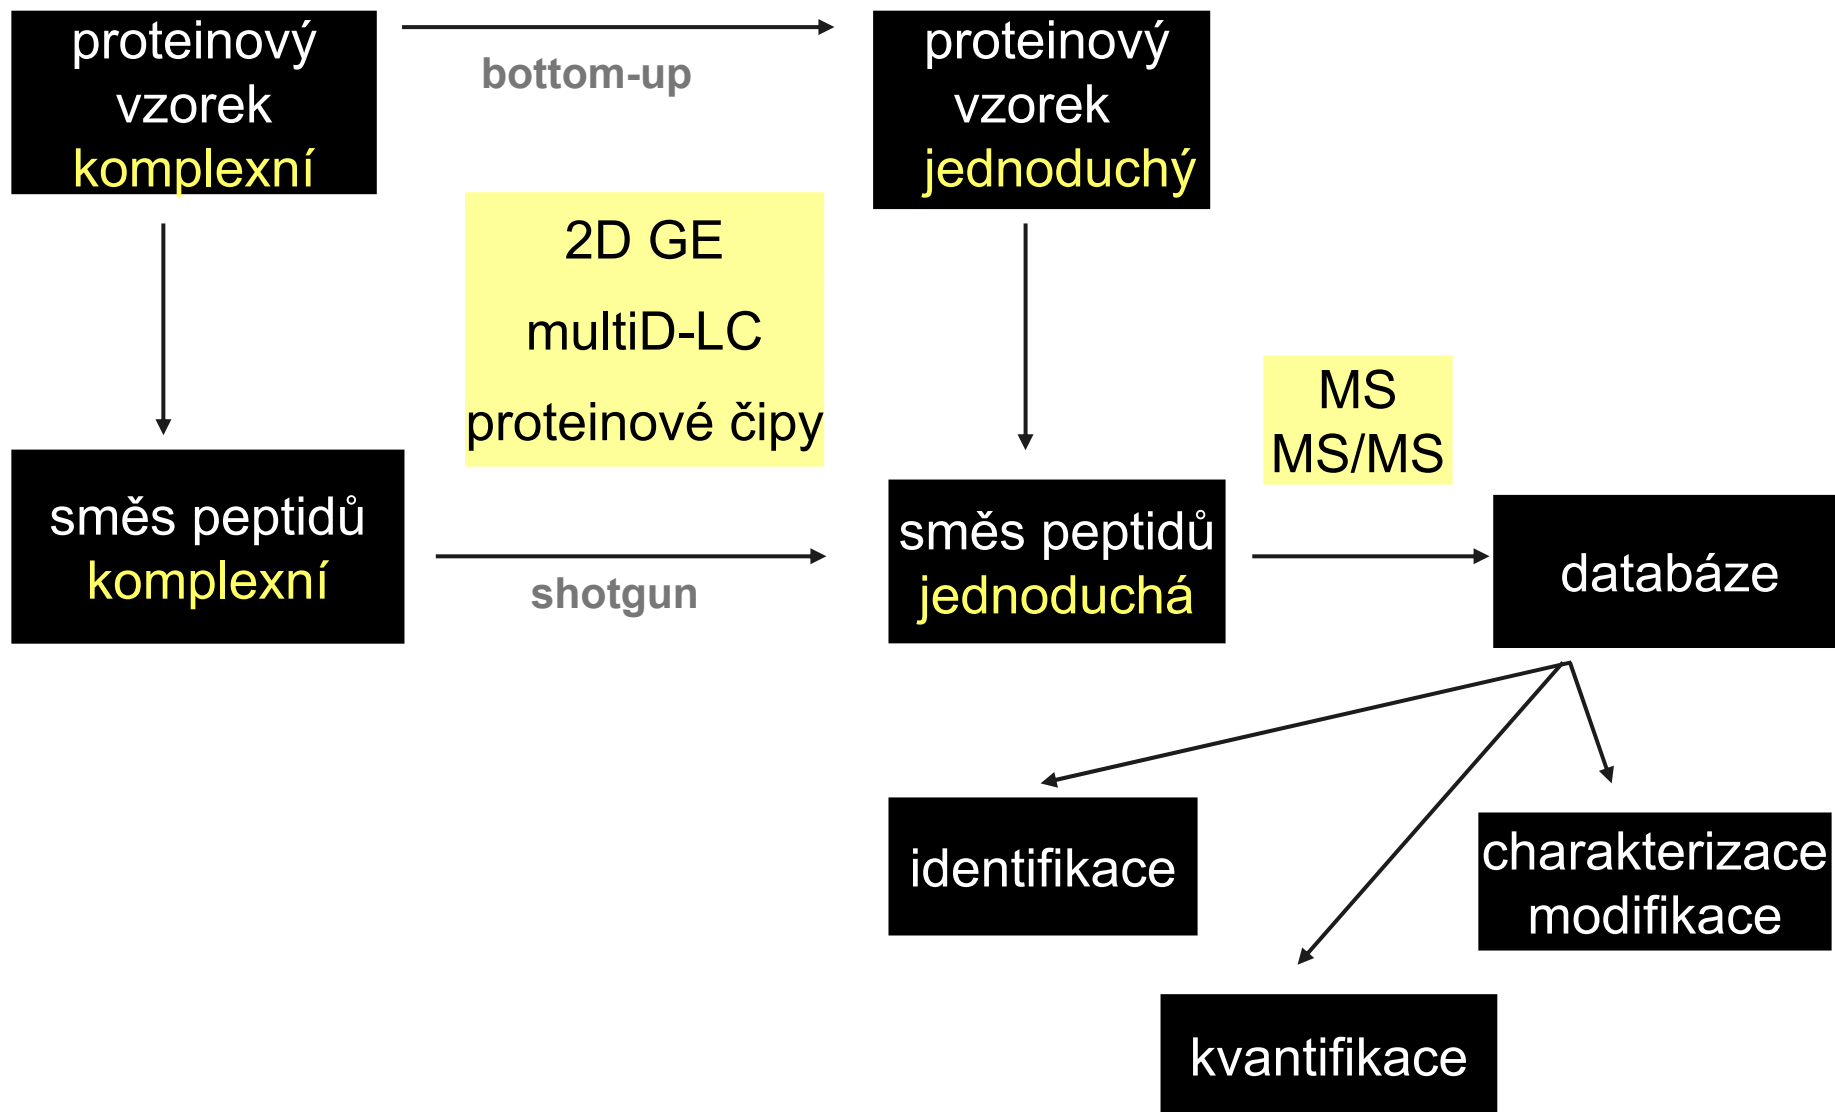 proteinový
vzorek
komplexní
bottom-up
proteinový
vzorek
jednoduchý
2D GE
multiD-LC
proteinové čipy
MS
MS/MS
směs peptidů
komplexní
shotgun
směs peptidů
jednoduchá
databáze
identifikace
charakterizace
modifikace
kvantifikace